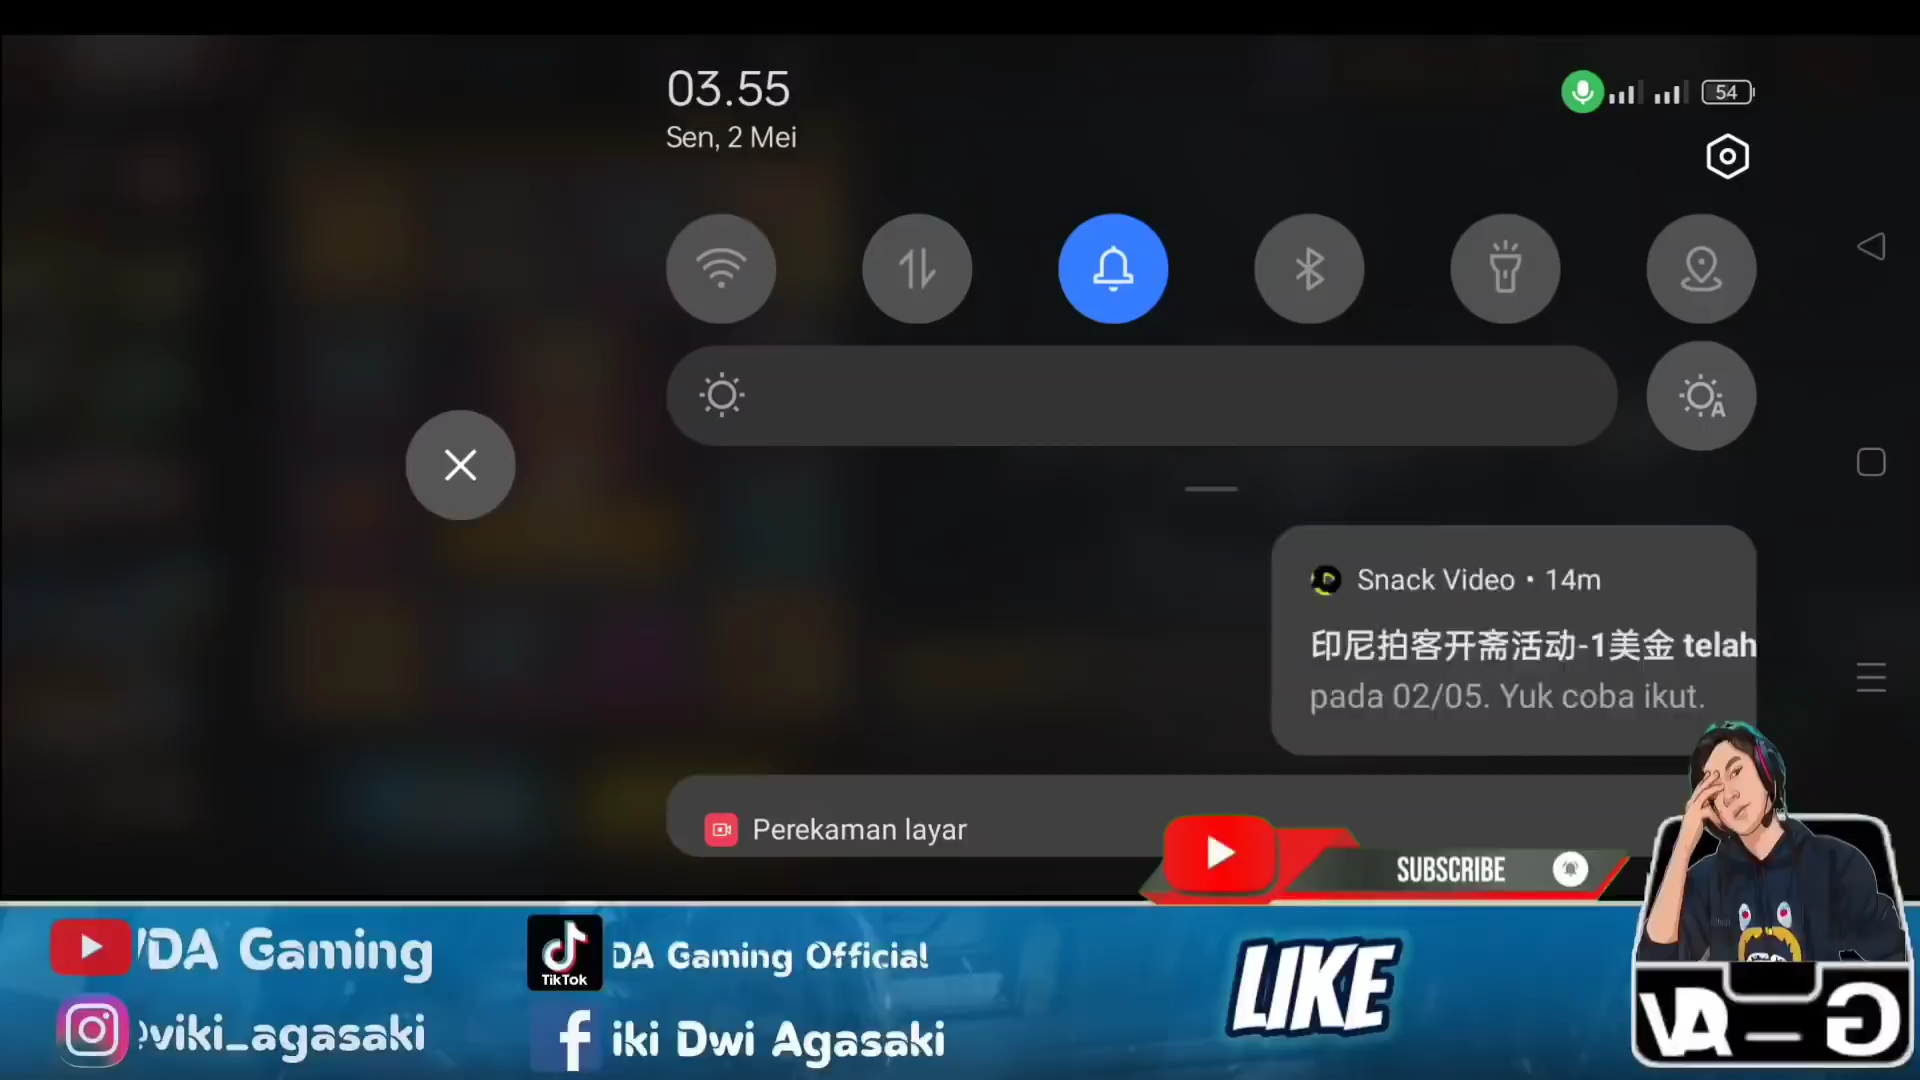 03.55
Sen, 2 Mei
54
A
Snack Video • 14m
印尼拍客开斋活动-1美金 telah
pada 02/05. Yuk coba ikut.
Perekaman layar
SUBSCRIBE
VDA Gaming
TikTok
DA Gaming Official
LIKE
@viki_agasaki
iki Dwi Agasaki
VA-G